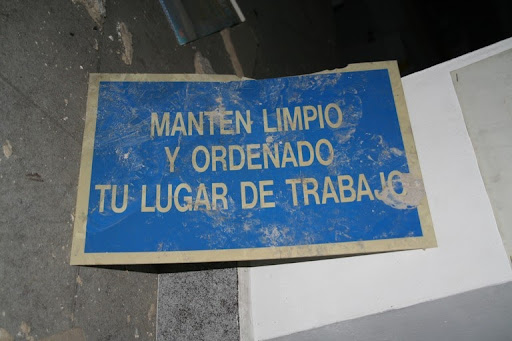 MANTEN LIMPIO
Y ORDENADO
TU LUGAR DE TRABAJO